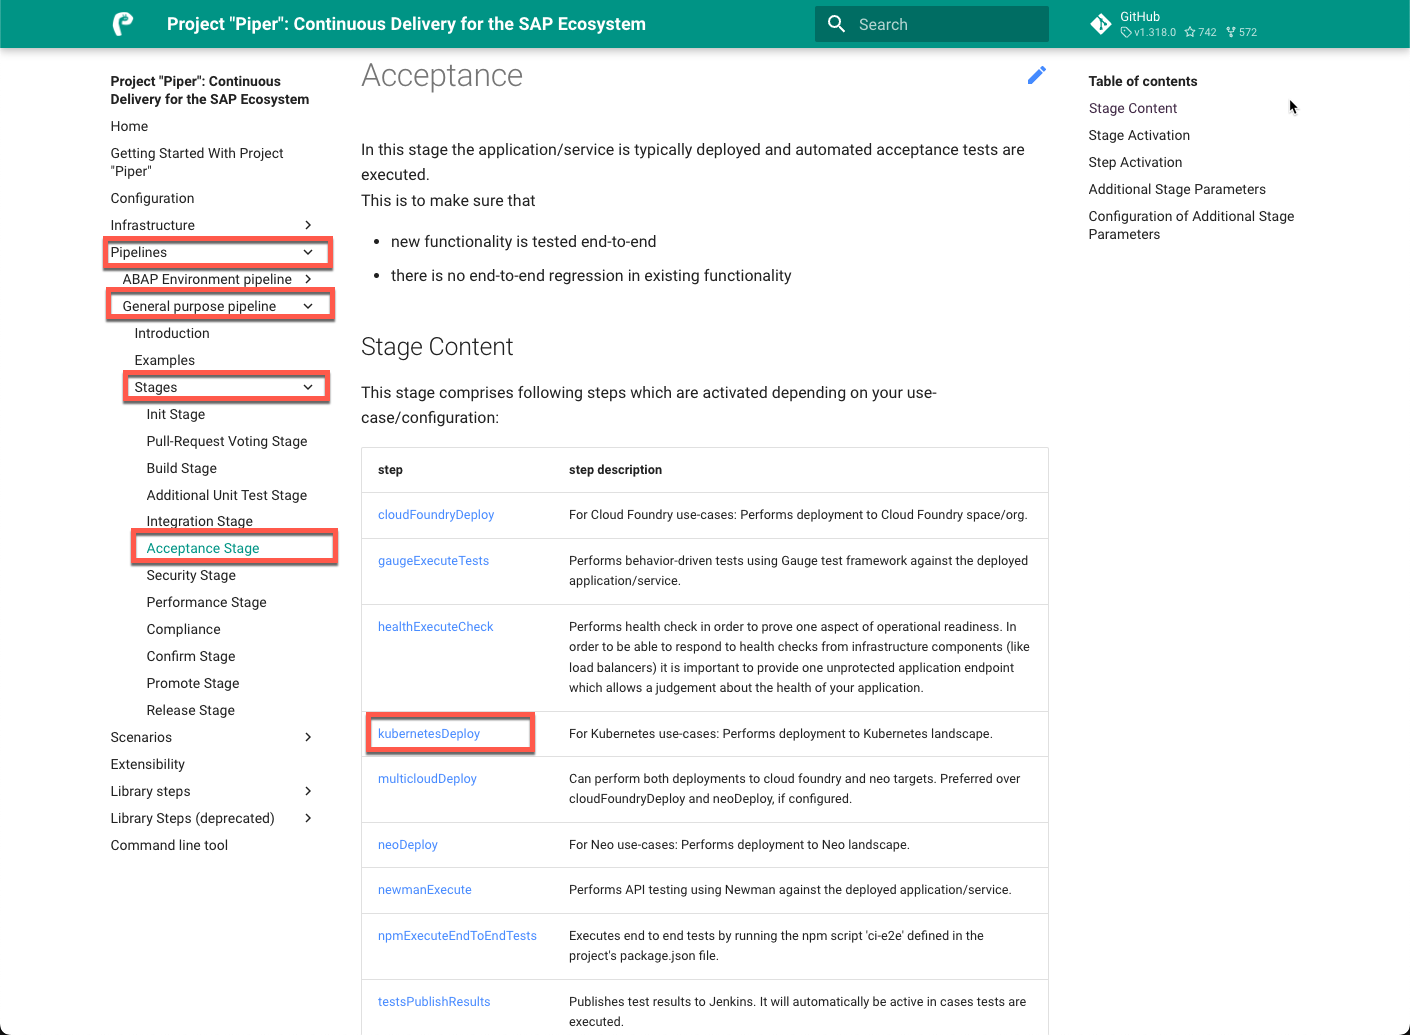 Project "Piper": Continuous Delivery for the SAP Ecosystem
Search
GitHub
v1.318.0 742 572
Project "Piper": Continuous
Delivery for the SAP Ecosystem
Home
Getting Started With Project
"Piper"
Configuration
Infrastructure
Pipelines
ABAP Environment pipeline
General purpose pipeline
Introduction
Examples
Stages
Init Stage
Pull-Request Voting Stage
Build Stage
Additional Unit Test Stage
Integration Stage
Acceptance Stage
Security Stage
Performance Stage
Compliance
Confirm Stage
Promote Stage
Release Stage
Scenarios
Extensibility
Library steps
Library Steps (deprecated)
Command line tool
Acceptance
In this stage the application/service is typically deployed and automated acceptance tests are
executed.
This is to make sure that
• new functionality is tested end-to-end
• there is no end-to-end regression in existing functionality
Stage Content
This stage comprises following steps which are activated depending on your use-
case/configuration:
step step description
cloudFoundryDeploy For Cloud Foundry use-cases: Performs deployment to Cloud Foundry space/org.
gaugeExecuteTests Performs behavior-driven tests using Gauge test framework against the deployed
application/service.
healthExecuteCheck Performs health check in order to prove one aspect of operational readiness. In
order to be able to respond to health checks from infrastructure components (like
load balancers) it is important to provide one unprotected application endpoint
which allows a judgement about the health of your application.
kubernetesDeploy For Kubernetes use-cases: Performs deployment to Kubernetes landscape.
multicloudDeploy Can perform both deployments to cloud foundry and neo targets. Preferred over
cloudFoundryDeploy and neoDeploy, if configured.
neoDeploy For Neo use-cases: Performs deployment to Neo landscape.
newmanExecute Performs API testing using Newman against the deployed application/service.
npmExecuteEndToEndTests Executes end to end tests by running the npm script 'ci-e2e' defined in the
project's package.json file.
testsPublishResults Publishes test results to Jenkins. It will automatically be active in cases tests are
executed.
Table of contents
Stage Content
Stage Activation
Step Activation
Additional Stage Parameters
Configuration of Additional Stage
Parameters